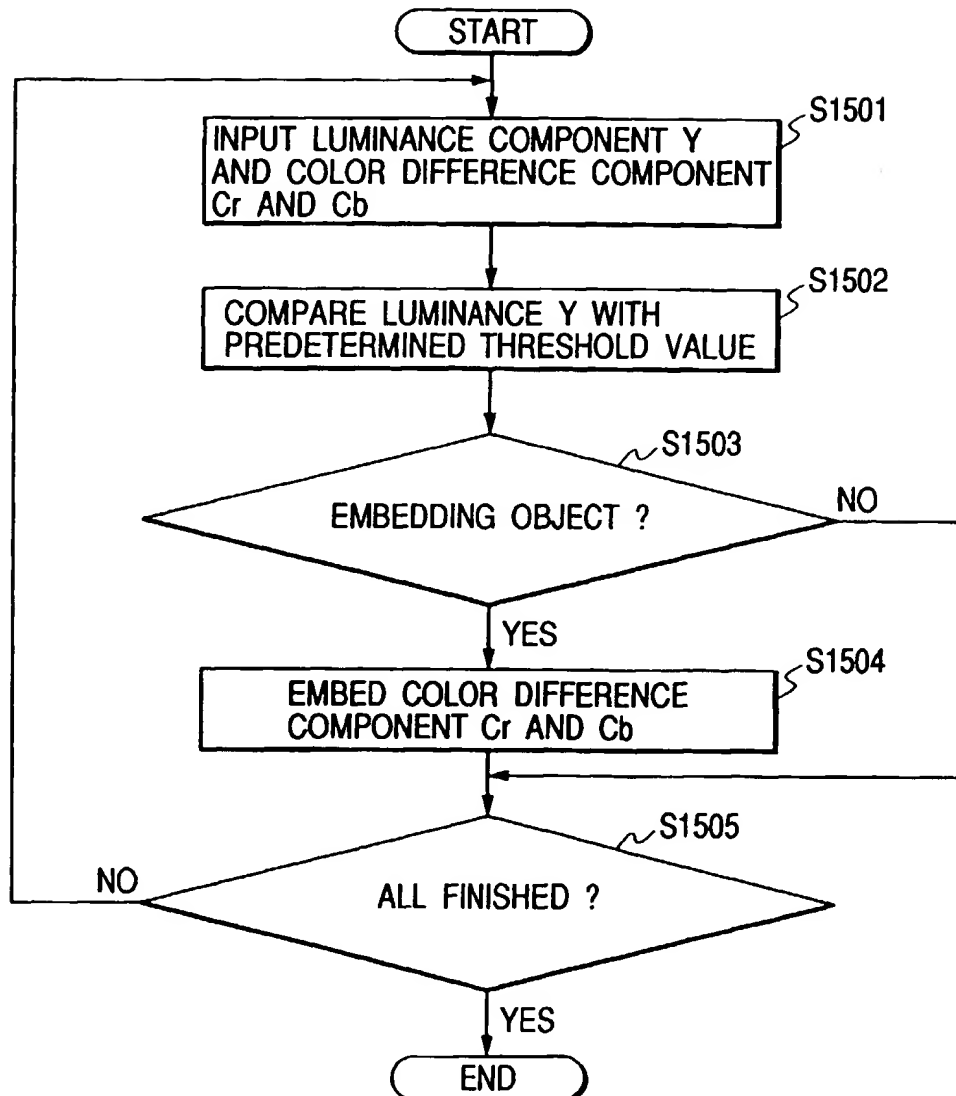 START
S1501
INPUT LUMINANCE COMPONENT Y
AND COLOR DIFFERENCE COMPONENT
Cr AND Cb
S1502
COMPARE LUMINANCE Y WITH
PREDETERMINED THRESHOLD VALUE
S1503
EMBEDDING OBJECT ?
NO
YES
S1504
EMBED COLOR DIFFERENCE
COMPONENT Cr AND Cb
S1505
ALL FINISHED ?
NO
YES
END